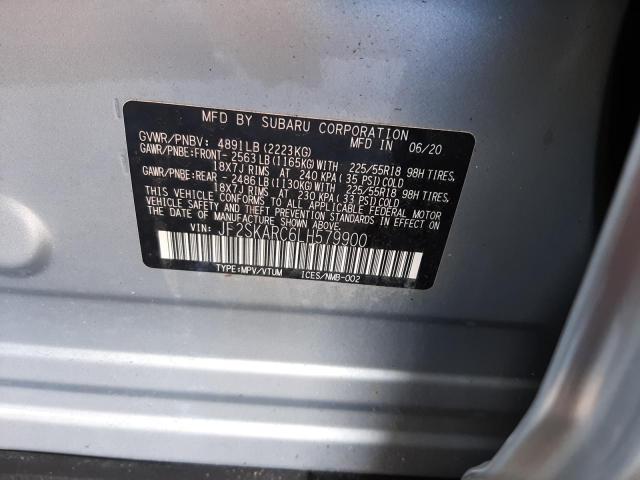 MFD BY SUBARU CORPORATION
MFD IN 06/20
GVWR/PNBV: 4891LB (2223KG)
GAWR/PNBE:FRONT-2563LB (1165KG) WITH 225/55R18 98H TIRES,
18X7J RIMS AT 240 KPA (35 PSI) COLD
GAWR/PNBE:REAR -2486LB (1130KG) WITH 225/55R18 98H TIRES,
18X7J RIMS AT 230 KPA (33 PSI) COLD
THIS VEHICLE CONFORMS TO ALL APPLICABLE FEDERAL MOTOR
VEHICLE SAFETY AND THEFT PREVENTION STANDARDS IN EFFECT ON
THE DATE OF MANUFACTURE SHOWN ABOVE.
VIN: JF2SKARC6LH579900
TYPE:MPV/VTUM ICES/NMB-002